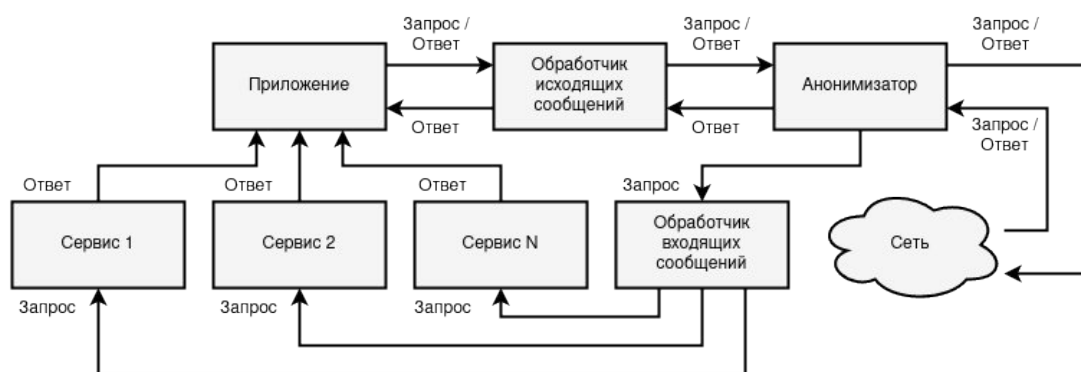 Запрос /
Ответ
Запрос /
Ответ
Запрос /
Ответ
Приложение
Обработчик
исходящих
сообщений
Анонимизатор
Ответ
Ответ
Запрос /
Ответ
Ответ
Ответ
Ответ
Запрос
Сервис 1
Сервис 2
Сервис N
Обработчик
входящих
сообщений
Сеть
Запрос
Запрос
Запрос